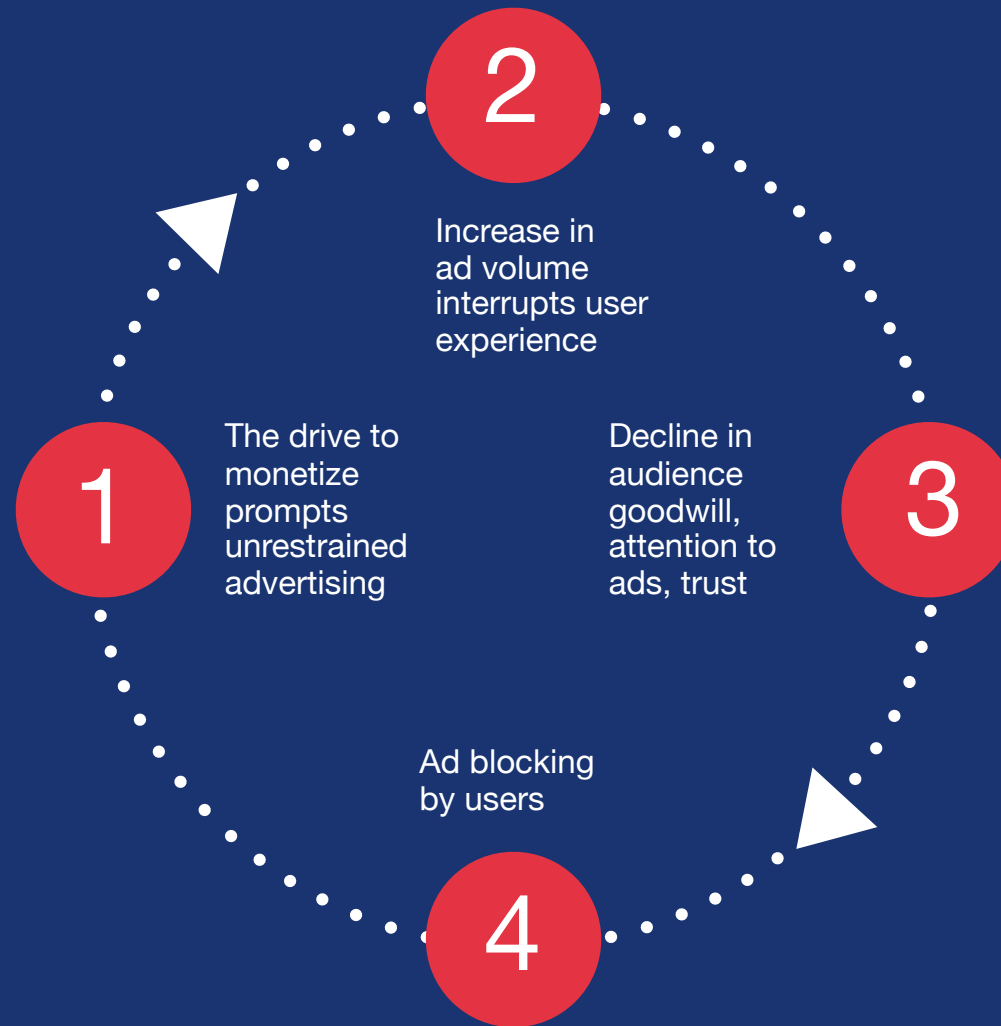 1
The drive to
monetize
prompts
unrestrained
advertising
2
Increase in
ad volume
interrupts user
experience
3
Decline in
audience
goodwill,
attention to
ads, trust
4
Ad blocking
by users